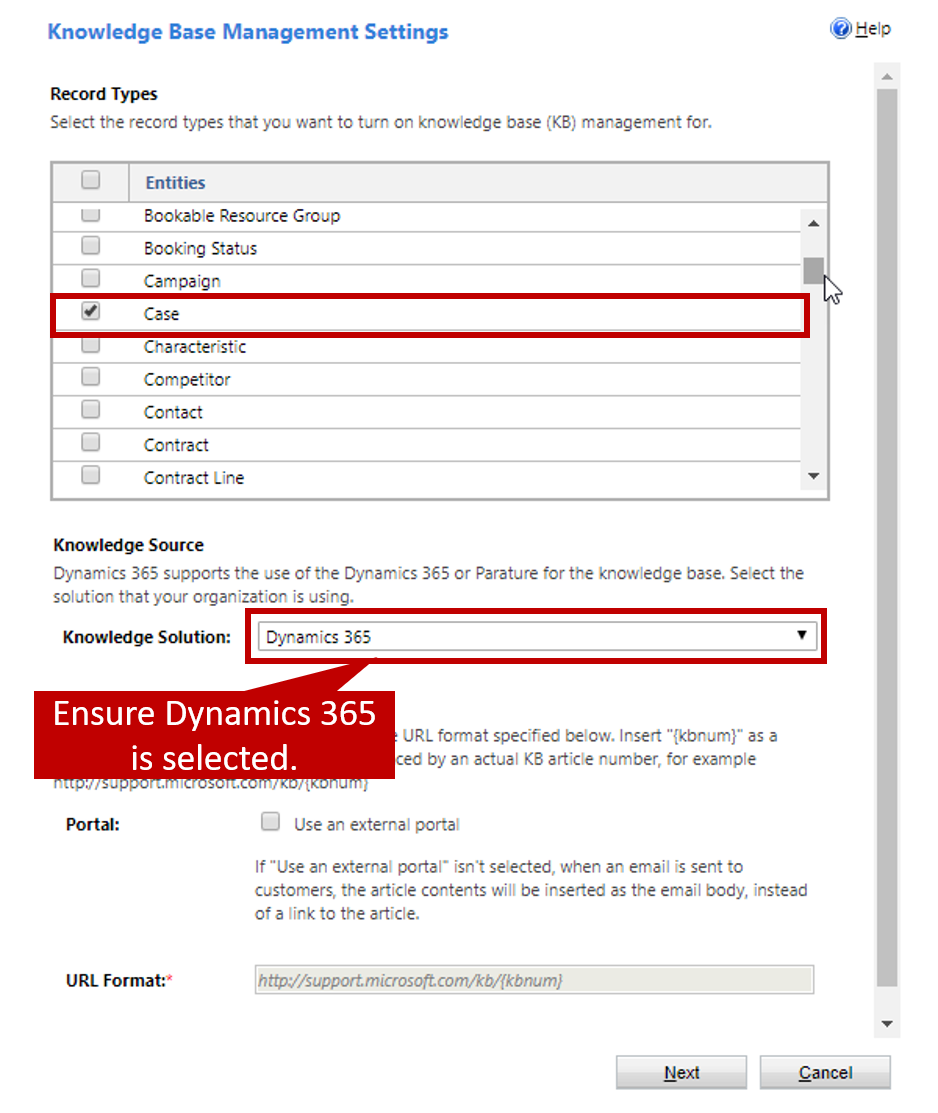 Knowledge Base Management Settings
Help
Record Types
Select the record types that you want to turn on knowledge base (KB) management for.
Entities
Bookable Resource Group
Booking Status
Campaign
Case
Characteristic
Competitor
Contact
Contract
Contract Line
Knowledge Source
Dynamics 365 supports the use of the Dynamics 365 or Parature for the knowledge base. Select the
solution that your organization is using.
Knowledge Solution: Dynamics 365
Ensure Dynamics 365
is selected.
URL format specified below. Insert "{kbnum}" as a
by an actual KB article number, for example
http://support.microsoft.com/kb/{kbnum}
Portal: Use an external portal
If "Use an external portal" isn't selected, when an email is sent to
customers, the article contents will be inserted as the email body, instead
of a link to the article.
URL Format:* http://support.microsoft.com/kb/{kbnum}
Next Cancel